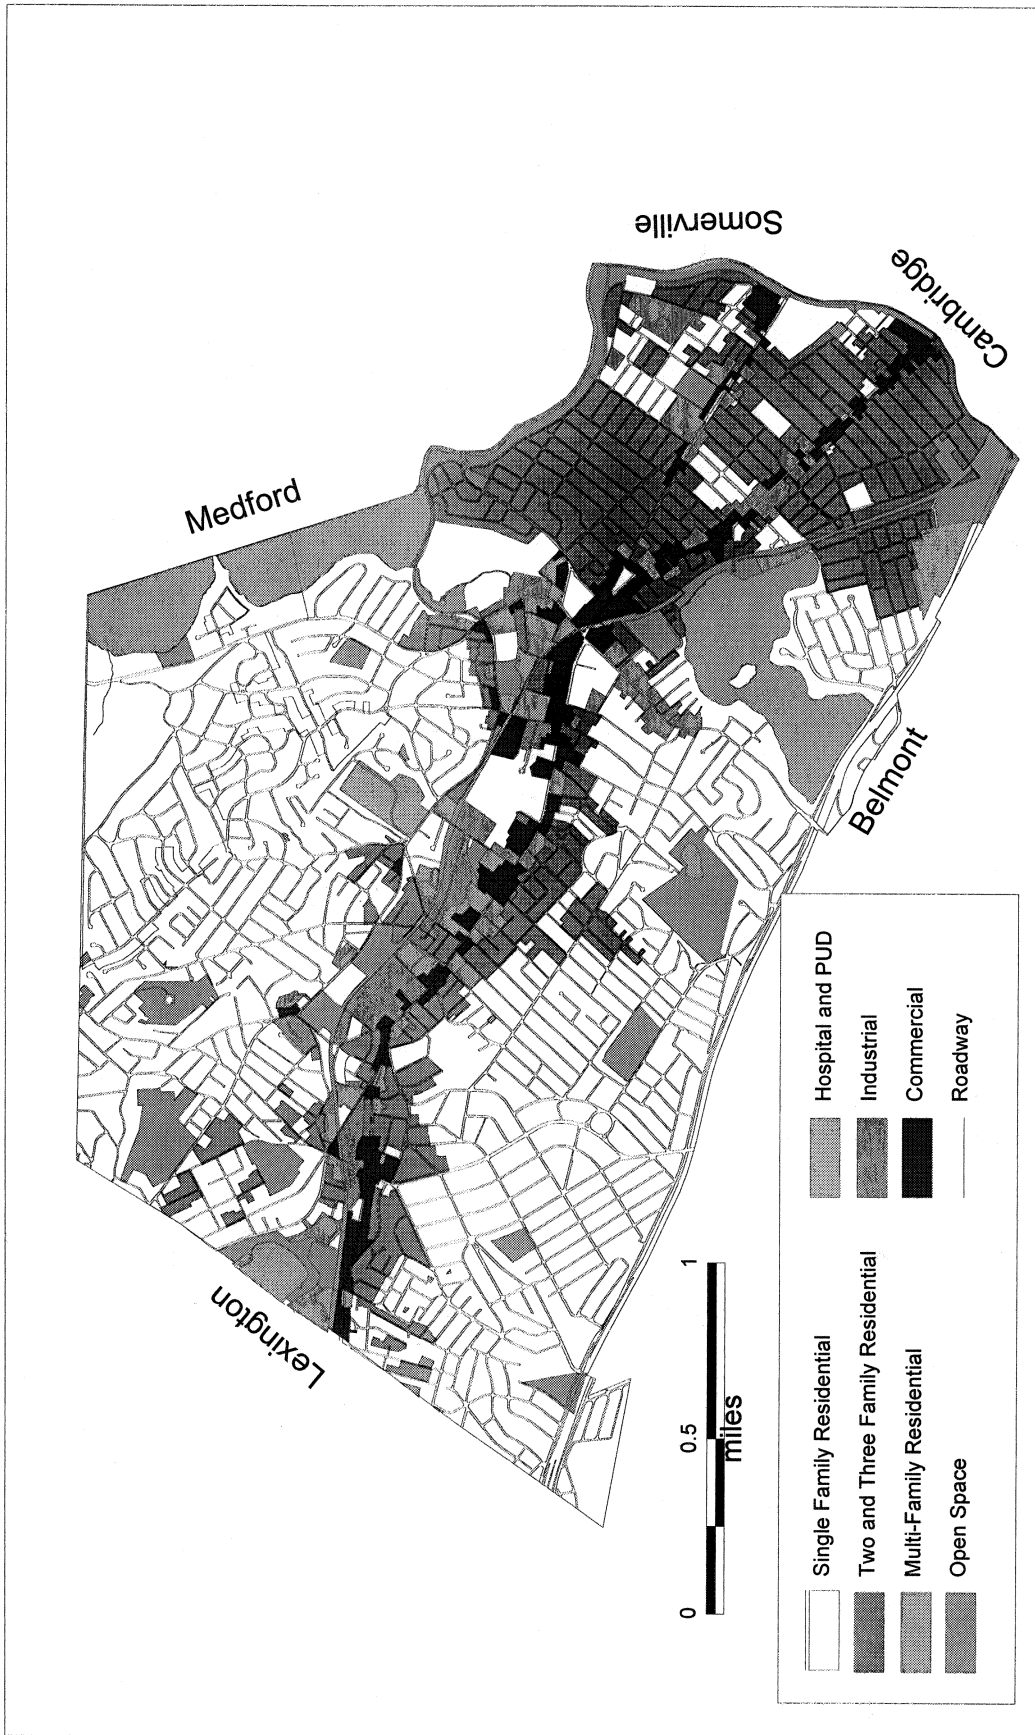 Somerville
Cambridge
Medford
Belmont
Lexington
0
0.5
1
miles
Single Family Residential
Two and Three Family Residential
Multi-Family Residential
Open Space
Hospital and PUD
Industrial
Commercial
Roadway